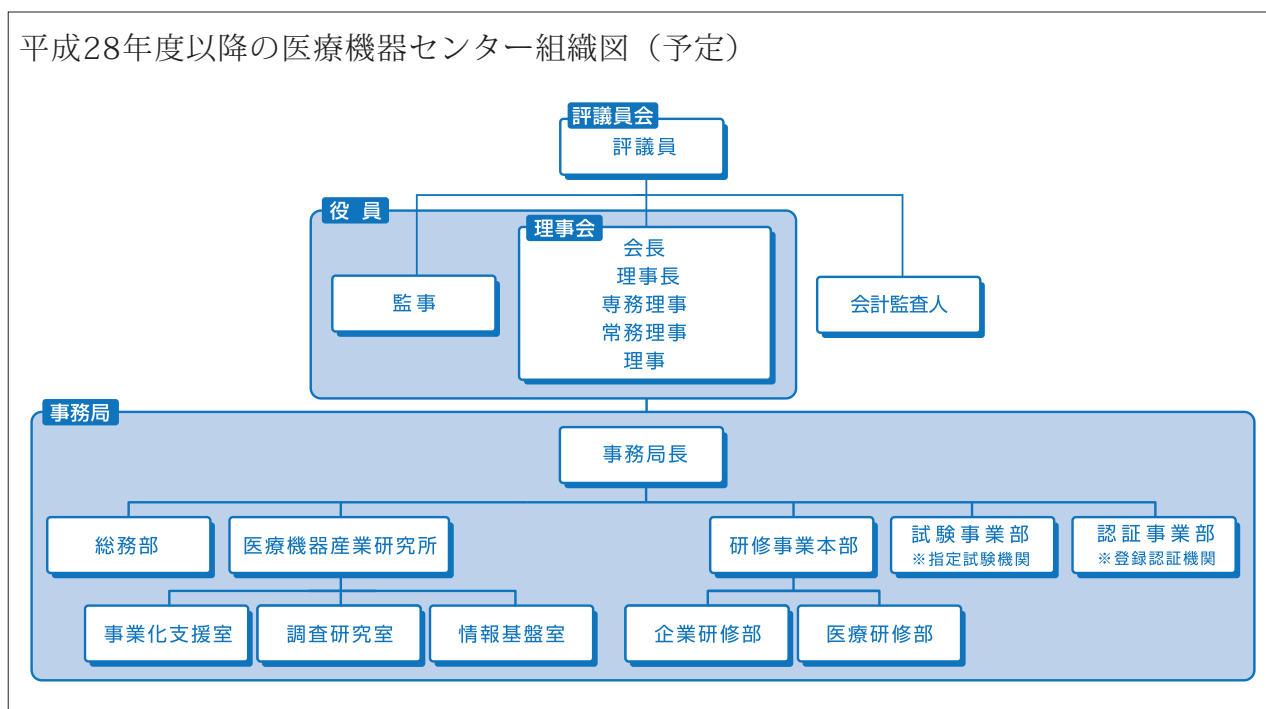 平成28年度以降の医療機器センター組織図（予定）
評議員会
評議員
役員
理事会
会長
理事長
専務理事
常務理事
理事
監事
会計監査人
事務局
事務局長
総務部
医療機器産業研究所
研修事業本部
試験事業部
※指定試験機関
認証事業部
※登録認証機関
事業化支援室
調査研究室
情報基盤室
企業研修部
医療研修部